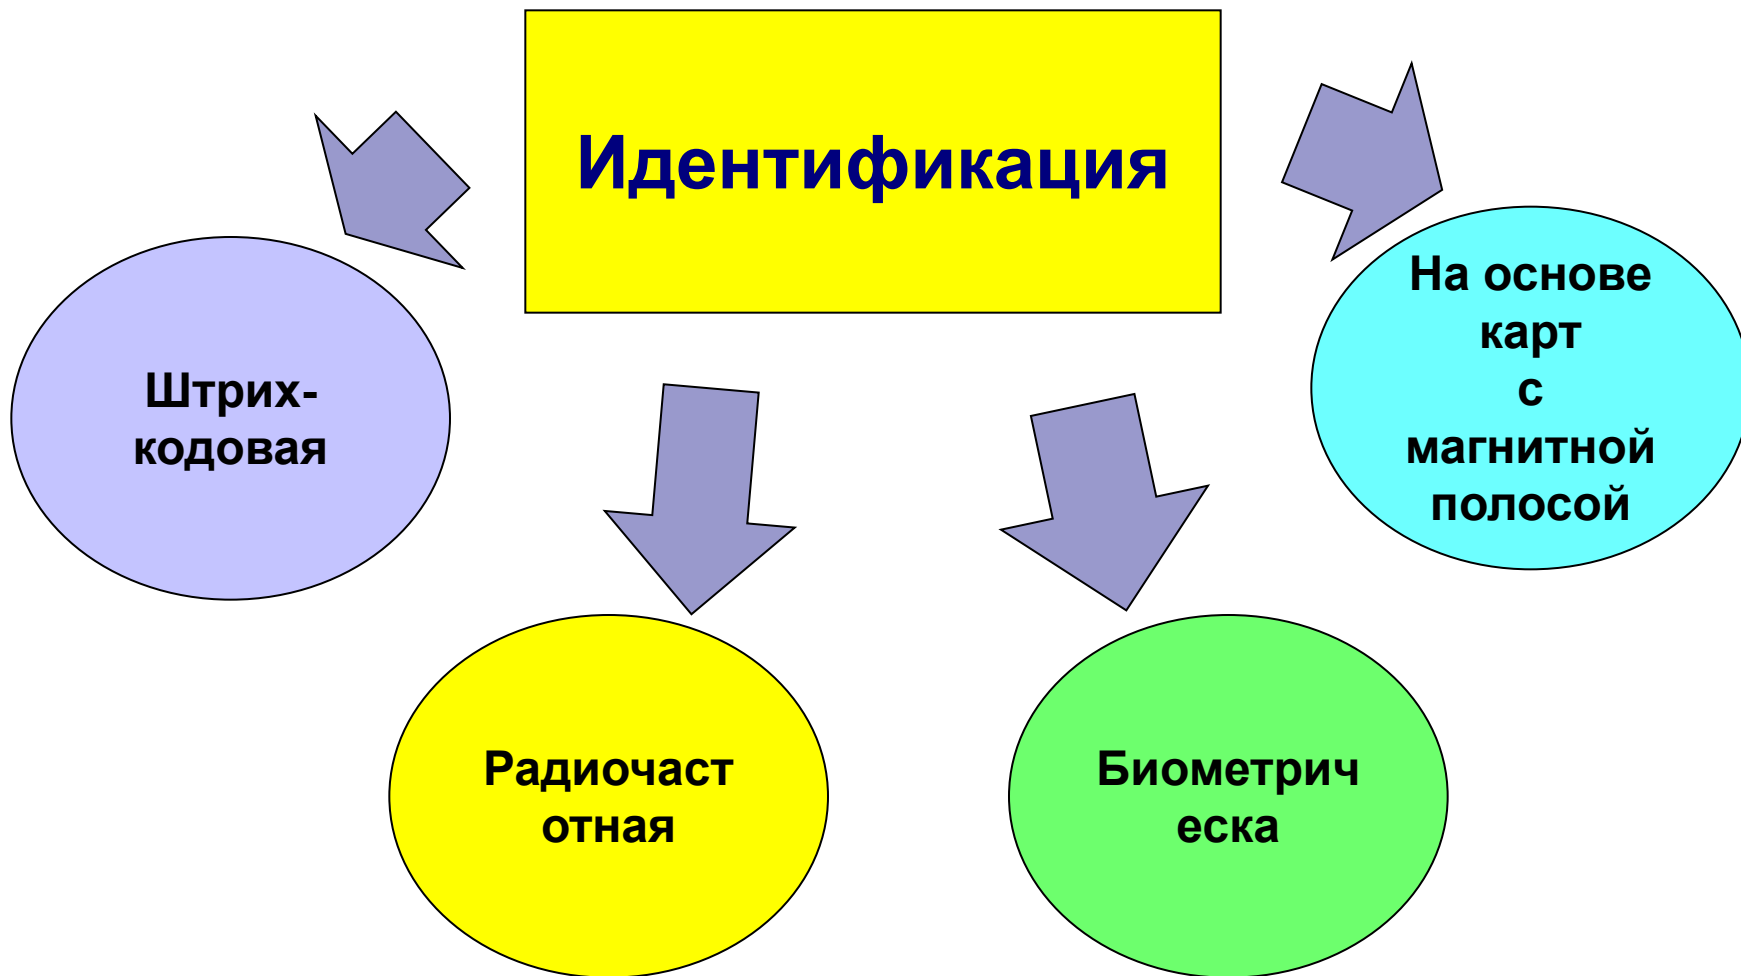 Идентификация
Штрих-
кодовая
Радиочаст
отная
Биометрич
еска
На основе
карт
с
магнитной
полосой